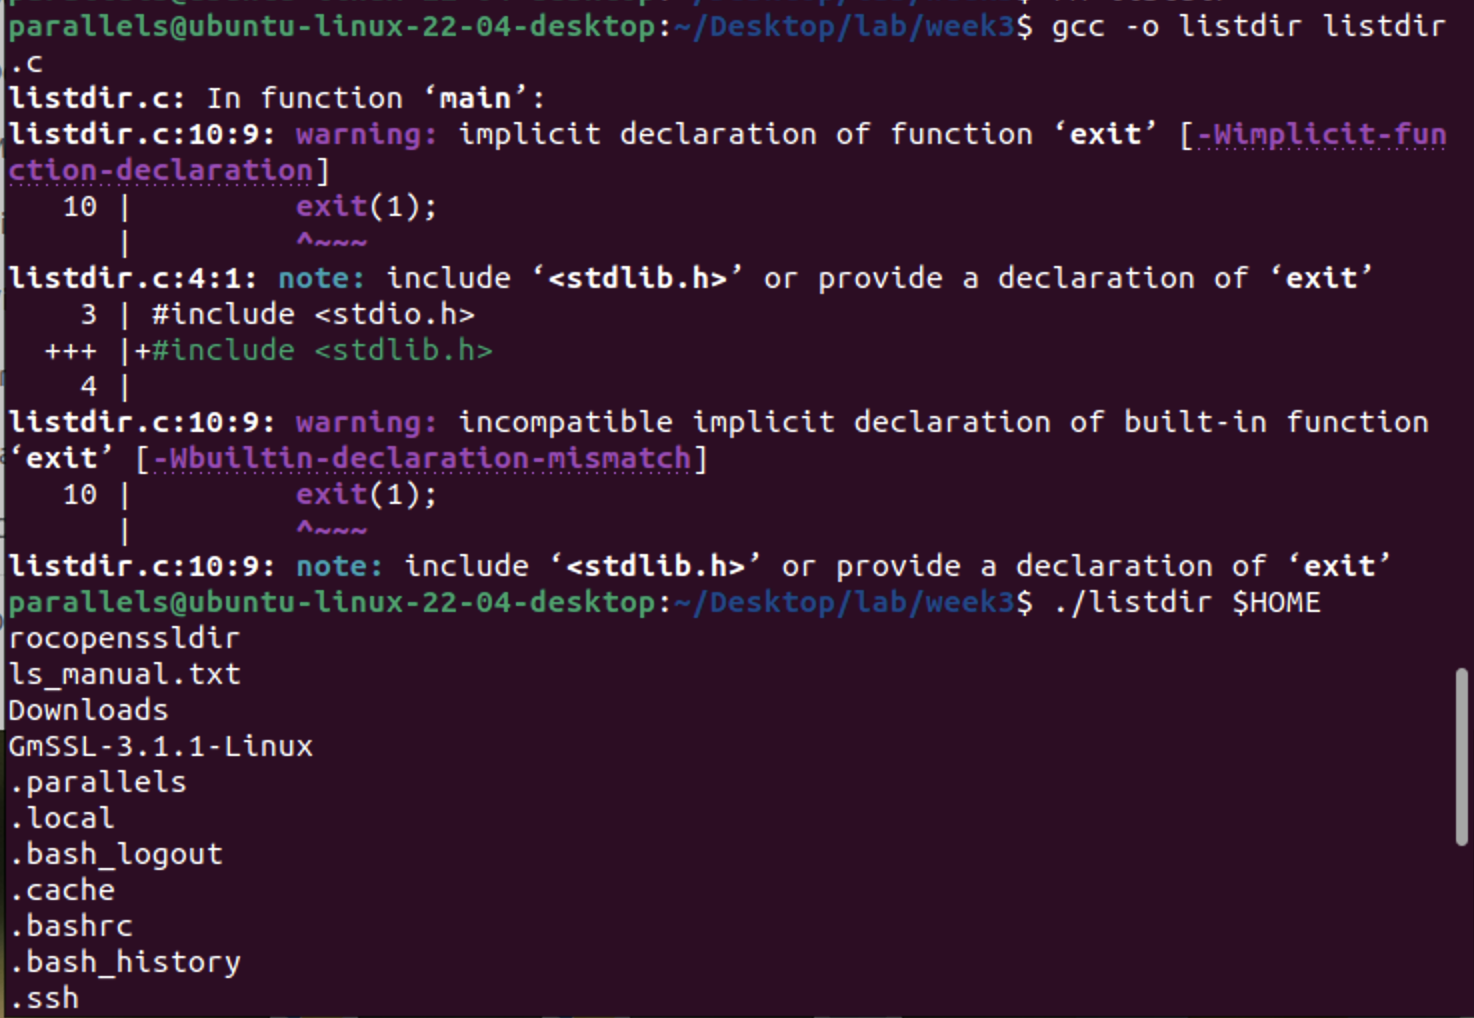 parallels@ubuntu-linux-22-04-desktop:~/Desktop/lab/week3$ gcc -o listdir listdir
.c
listdir.c: In function ‘main’:
listdir.c:10:9: warning: implicit declaration of function ‘exit’ [-Wimplicit-fun
ction-declaration]
   10 |         exit(1);
      |         ^~~~
listdir.c:4:1: note: include ‘<stdlib.h>’ or provide a declaration of ‘exit’
    3 | #include <stdio.h>
  +++ |+#include <stdlib.h>
    4 |
listdir.c:10:9: warning: incompatible implicit declaration of built-in function
‘exit’ [-Wbuiltin-declaration-mismatch]
   10 |         exit(1);
      |         ^~~~
listdir.c:10:9: note: include ‘<stdlib.h>’ or provide a declaration of ‘exit’
parallels@ubuntu-linux-22-04-desktop:~/Desktop/lab/week3$ ./listdir $HOME
rocopenssldir
ls_manual.txt
Downloads
GmSSL-3.1.1-Linux
.parallels
.local
.bash_logout
.cache
.bashrc
.bash_history
.ssh